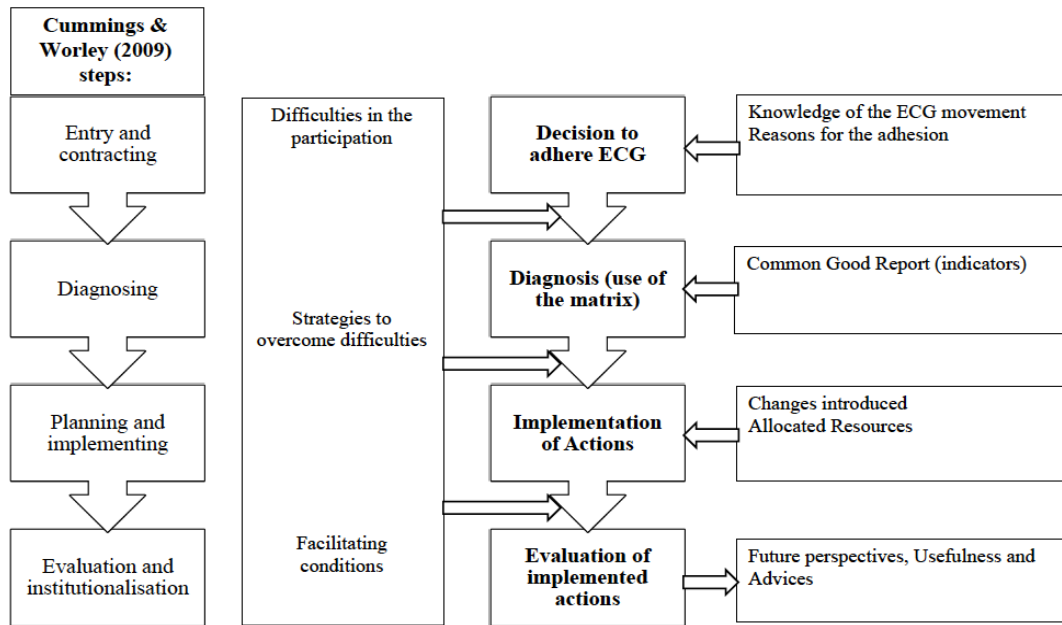 Cummings &
Worley (2009)
steps:
Entry and
contracting
Diagnosing
Planning and
implementing
Evaluation and
institutionalisation
Difficulties in the
participation
Strategies to
overcome difficulties
Facilitating
conditions
Decision to
adhere ECG
Diagnosis (use of
the matrix)
Implementation
of Actions
Evaluation of
implemented
actions
Knowledge of the ECG movement
Reasons for the adhesion
Common Good Report (indicators)
Changes introduced
Allocated Resources
Future perspectives, Usefulness and
Advices